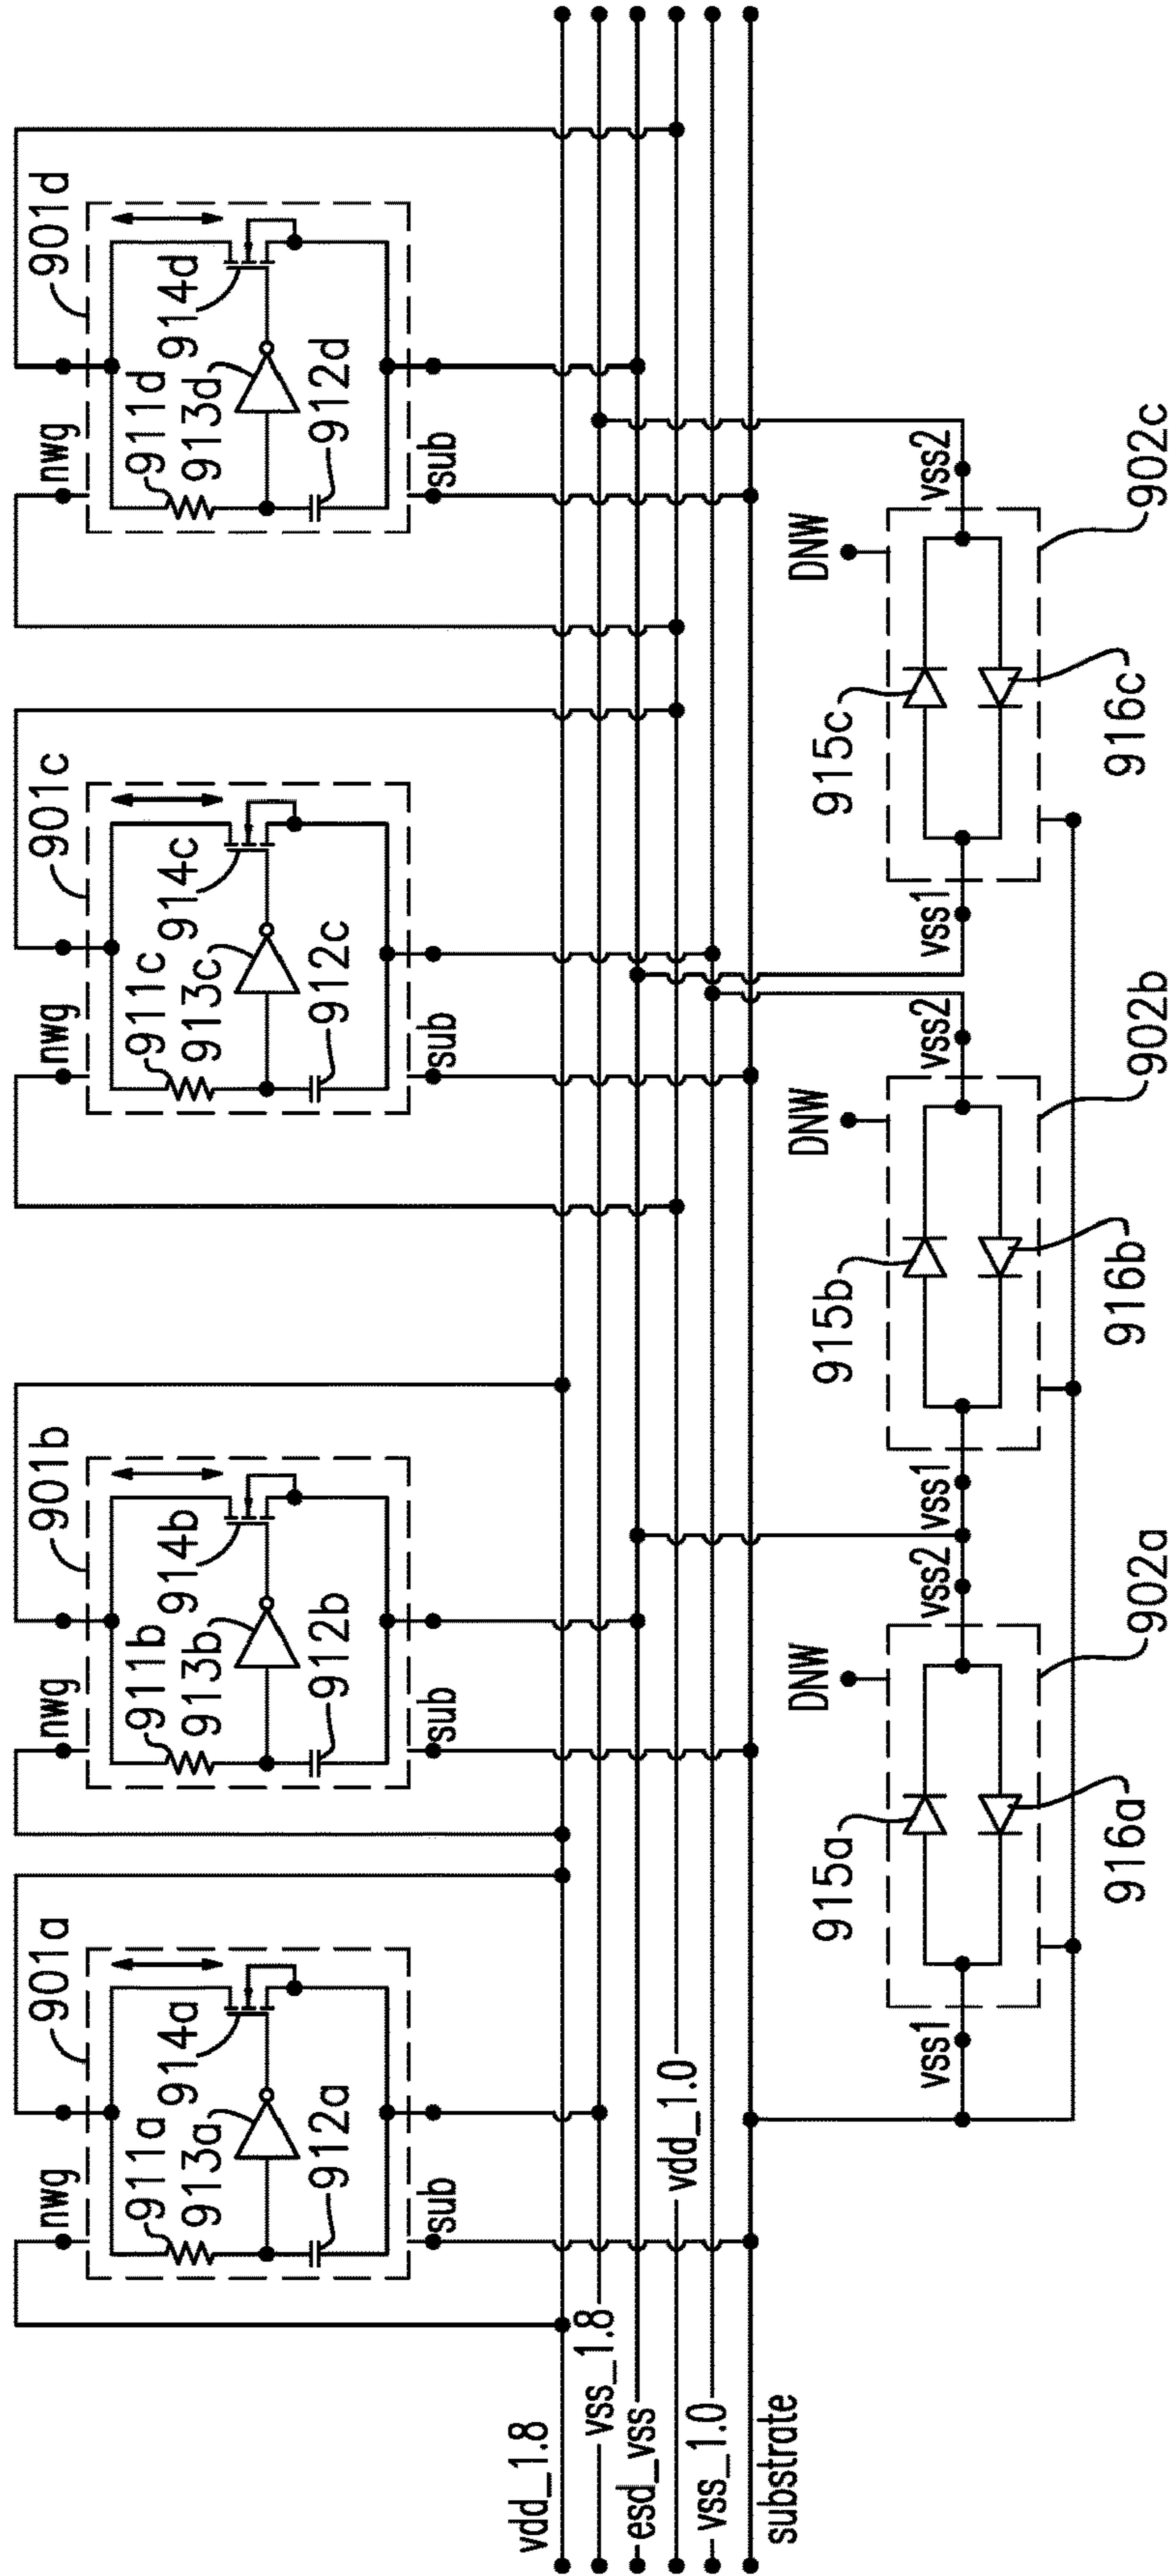 901a
901b
901c
901d
nwg
nwg
nwg
nwg
911a
914a
911b
914b
911c
914c
911d
914d
913a
913b
913c
913d
912a
912b
912c
912d
sub
sub
sub
sub
vdd_1.8
vss_1.8
esd_vss
vdd_1.0
vss_1.0
substrate
DNW
DNW
DNW
915a
915b
915c
vss1
vss2
vss1
vss2
vss1
vss2
916a
916b
916c
902a
902b
902c